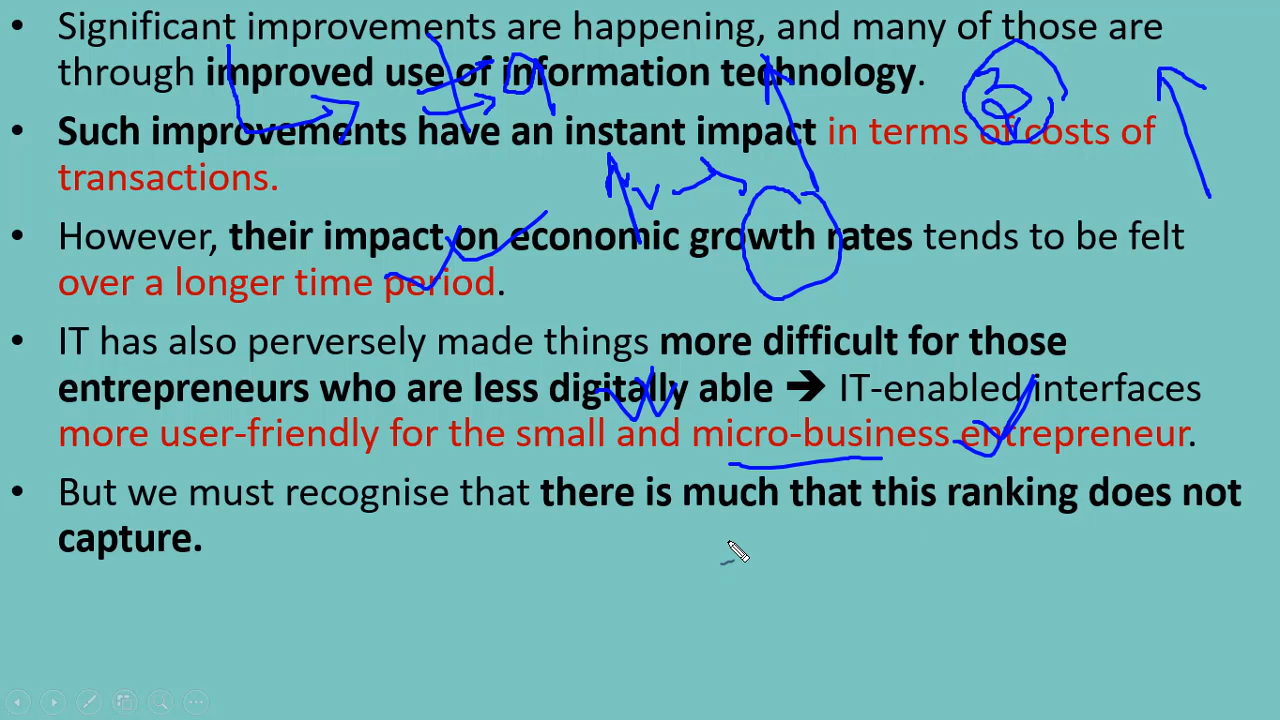 • Significant improvements are happening, and many of those are
through improved use of information technology.
• Such improvements have an instant impact in terms of costs of
transactions.
• However, their impact on economic growth rates tends to be felt
over a longer time period.
• IT has also perversely made things more difficult for those
entrepreneurs who are less digitally able ➔ IT-enabled interfaces
more user-friendly for the small and micro-business entrepreneur.
• But we must recognise that there is much that this ranking does not
capture.